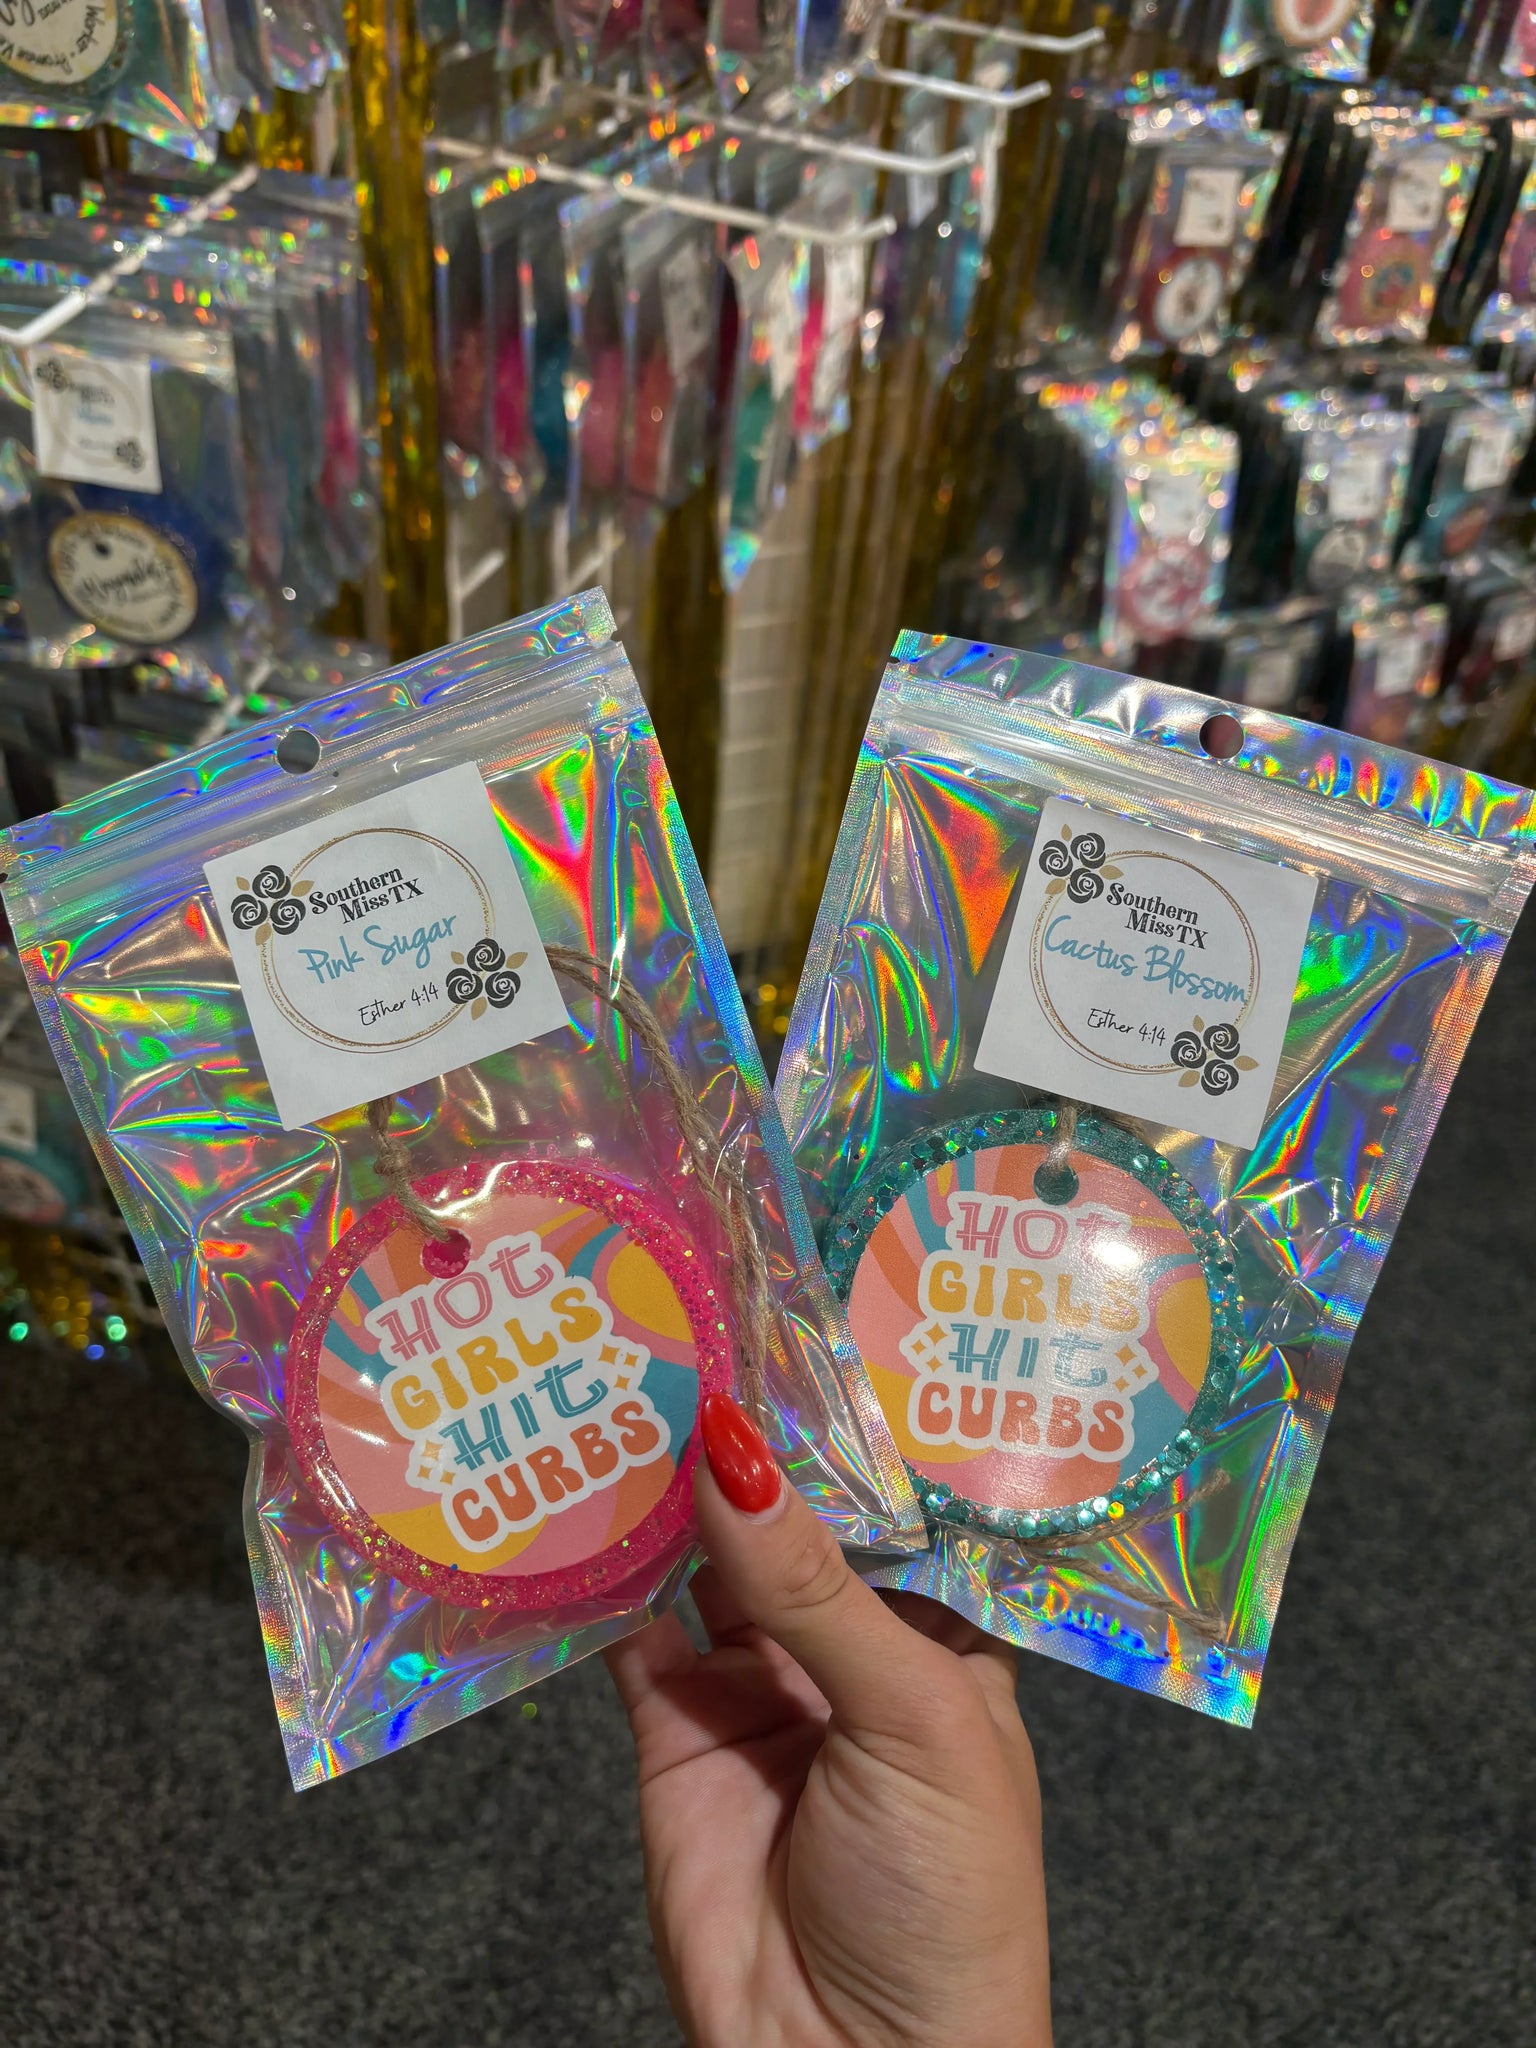 Southern
Miss TX
Pink Sugar
Esther 4:14
HOT
GIRLS
HIT
CURBS
Southern
Miss TX
Cactus Blossom
Esther 4:14
HOT
GIRLS
HIT
CURBS